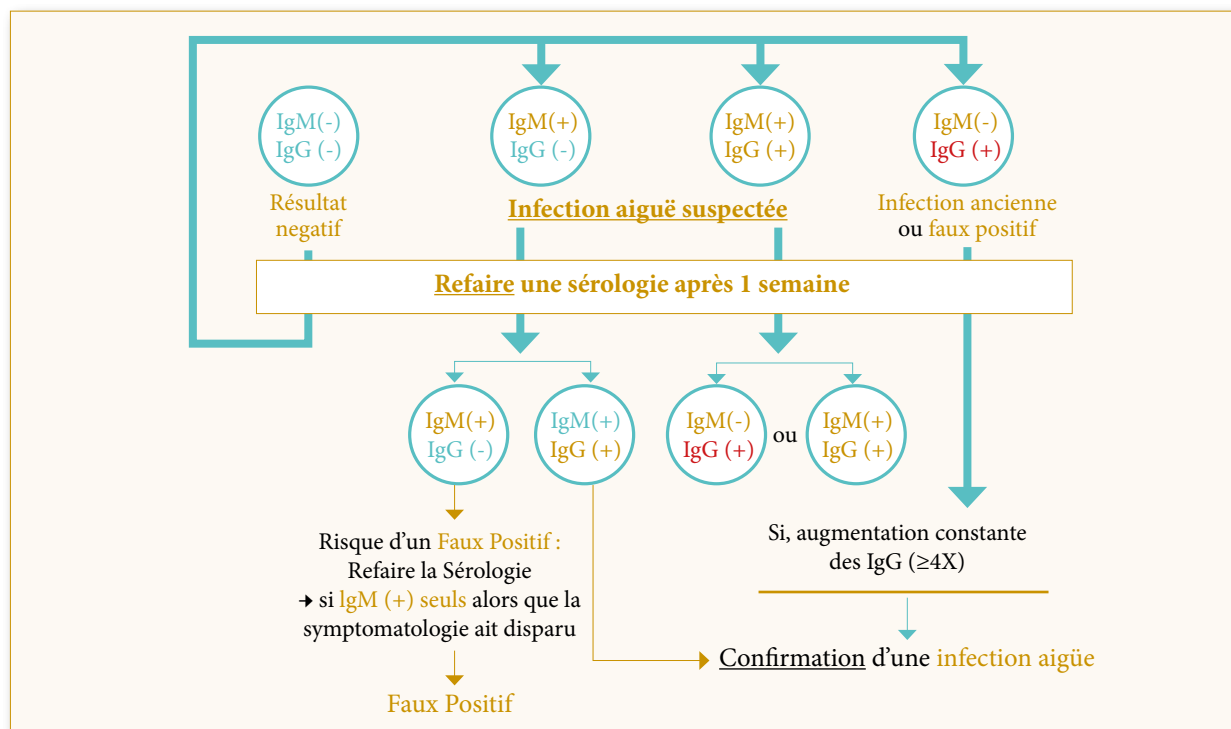 IgM(-)
IgG (-)
Résultat
negatif
IgM(+)
IgG (-)
IgM(+)
IgG (+)
Infection aiguë suspectée
IgM(-)
IgG (+)
Infection ancienne
ou faux positif
Refaire une sérologie après 1 semaine
IgM(+)
IgG (-)
IgM(+)
IgG (+)
IgM(-)
IgG (+)
ou
IgM(+)
IgG (+)
Risque d’un Faux Positif :
Refaire la Sérologie
→ si lgM (+) seuls alors que la
symptomatologie ait disparu
Faux Positif
Si, augmentation constante
des IgG (≥4X)
Confirmation d’une infection aigüe